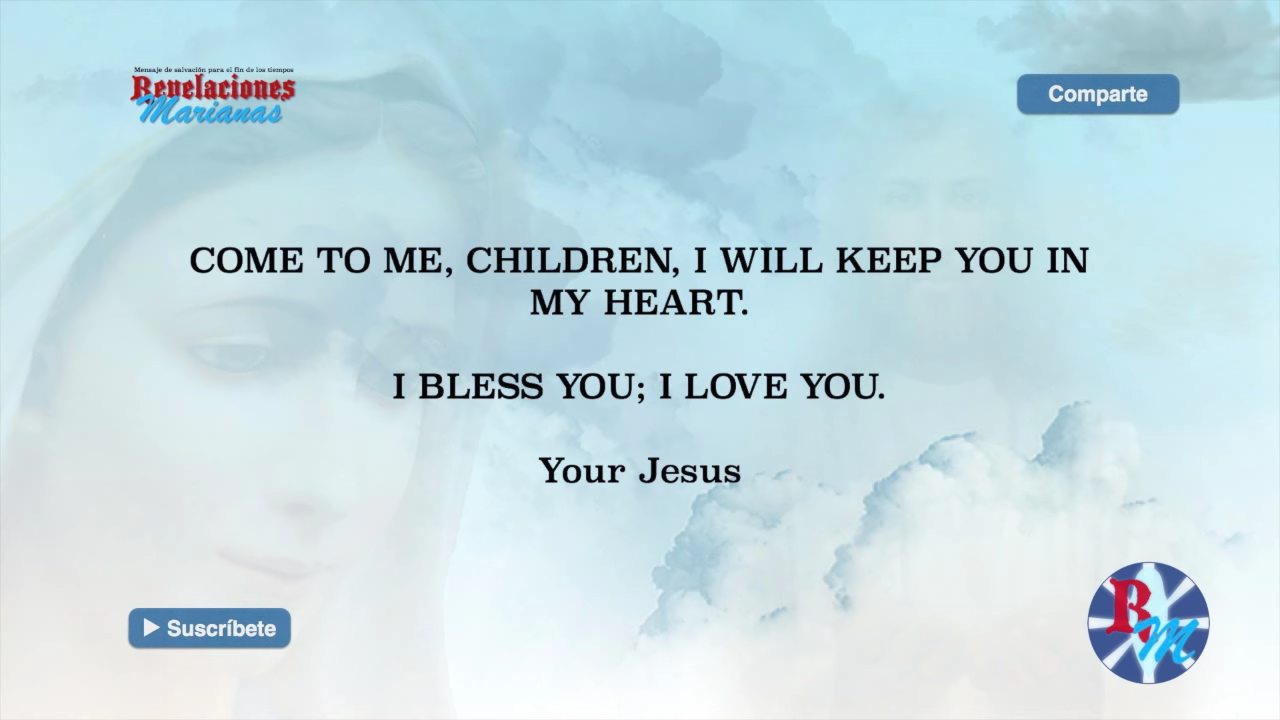 Mensaje de salvación para el fin de los tiempos
Revelaciones
Marianas
Comparte
COME TO ME, CHILDREN, I WILL KEEP YOU IN
MY HEART.
I BLESS YOU; I LOVE YOU.
Your Jesus
Suscríbete
RM